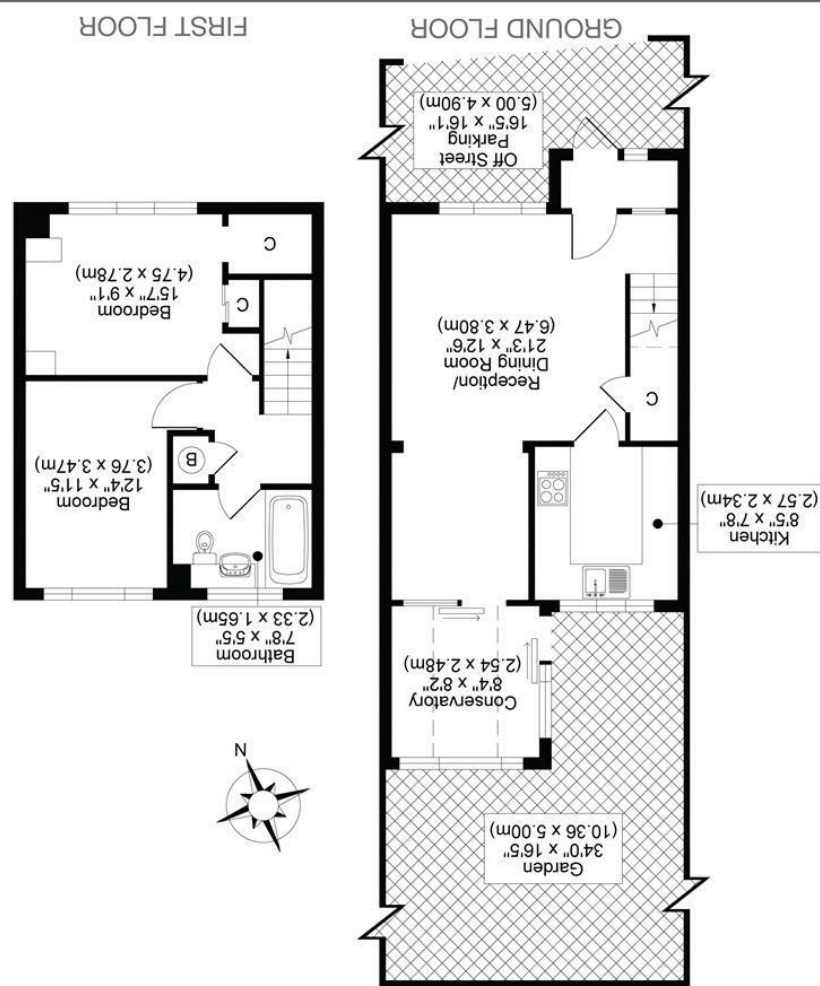 Garden
34'0" x 16'5"
(10.36 x 5.00m)
N
Conservatory
8'4" x 8'2"
(2.54 x 2.48m)
Kitchen
8'5" x 7'8"
(2.57 x 2.34m)
C
Reception/
Dining Room
21'3" x 12'6"
(6.47 x 3.80m)
Off Street
Parking
16'5" x 16'1"
(5.00 x 4.90m)
GROUND FLOOR
Bathroom
7'8" x 5'5"
(2.33 x 1.65m)
B
Bedroom
12'4" x 11'5"
(3.76 x 3.47m)
C
Bedroom
15'7" x 9'1"
(4.75 x 2.78m)
C
FIRST FLOOR